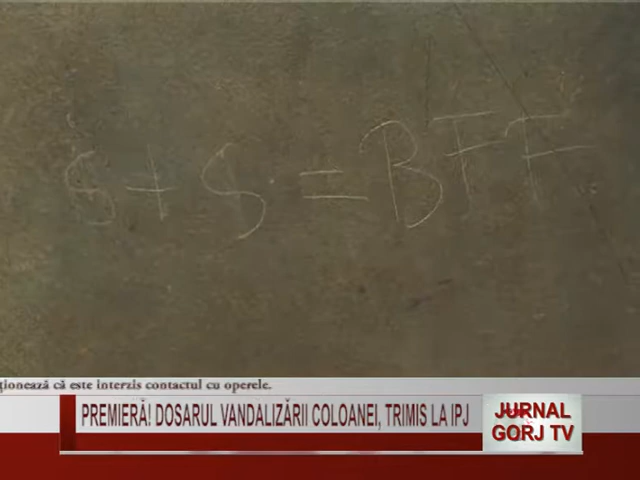 S + S = BFF
ționează că este interzis contactul cu operele.
PREMIERĂ! DOSARUL VANDALIZĂRII COLOANEI, TRIMIS LA IPJ
JURNAL
GORJ TV